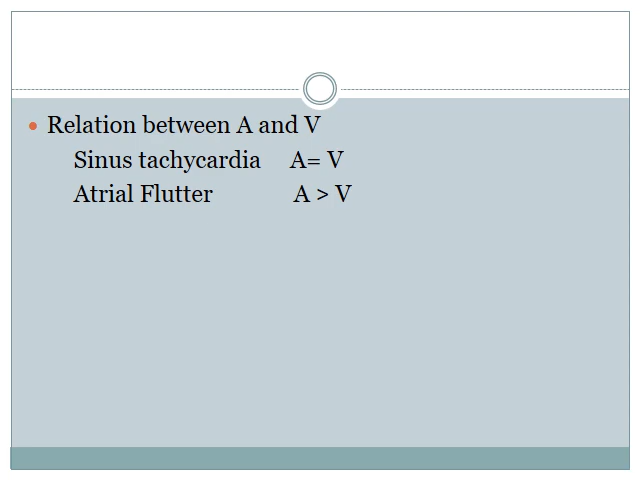 Relation between A and V
Sinus tachycardia A= V
Atrial Flutter A > V